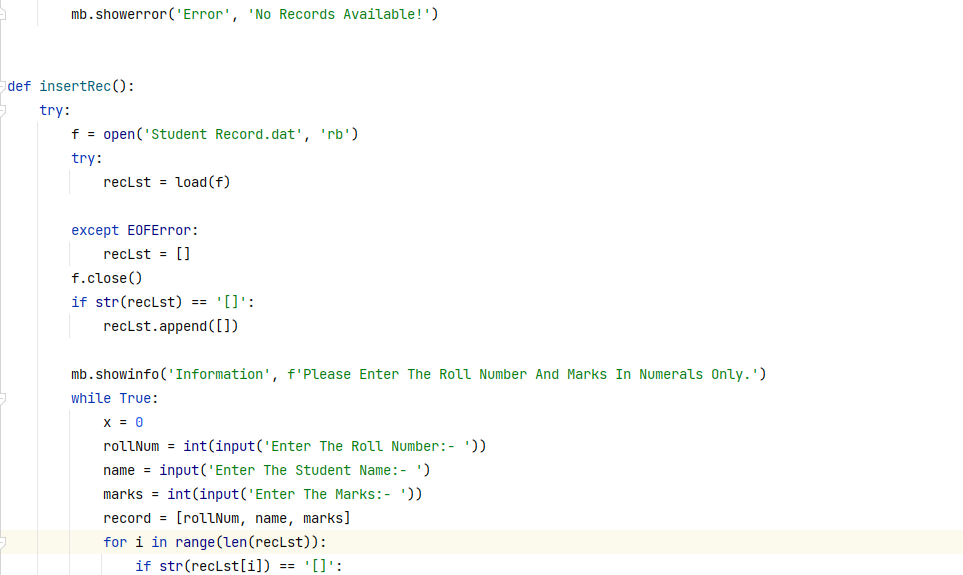 mb.showerror('Error', 'No Records Available!')
def insertRec():
    try:
        f = open('Student Record.dat', 'rb')
        try:
            recLst = load(f)
        except EOFError:
            recLst = []
        f.close()
        if str(recLst) == '[]':
            recLst.append([])
        mb.showinfo('Information', f'Please Enter The Roll Number And Marks In Numerals Only.')
        while True:
            x = 0
            rollNum = int(input('Enter The Roll Number:- '))
            name = input('Enter The Student Name:- ')
            marks = int(input('Enter The Marks:- '))
            record = [rollNum, name, marks]
            for i in range(len(recLst)):
                if str(recLst[i]) == '[]':